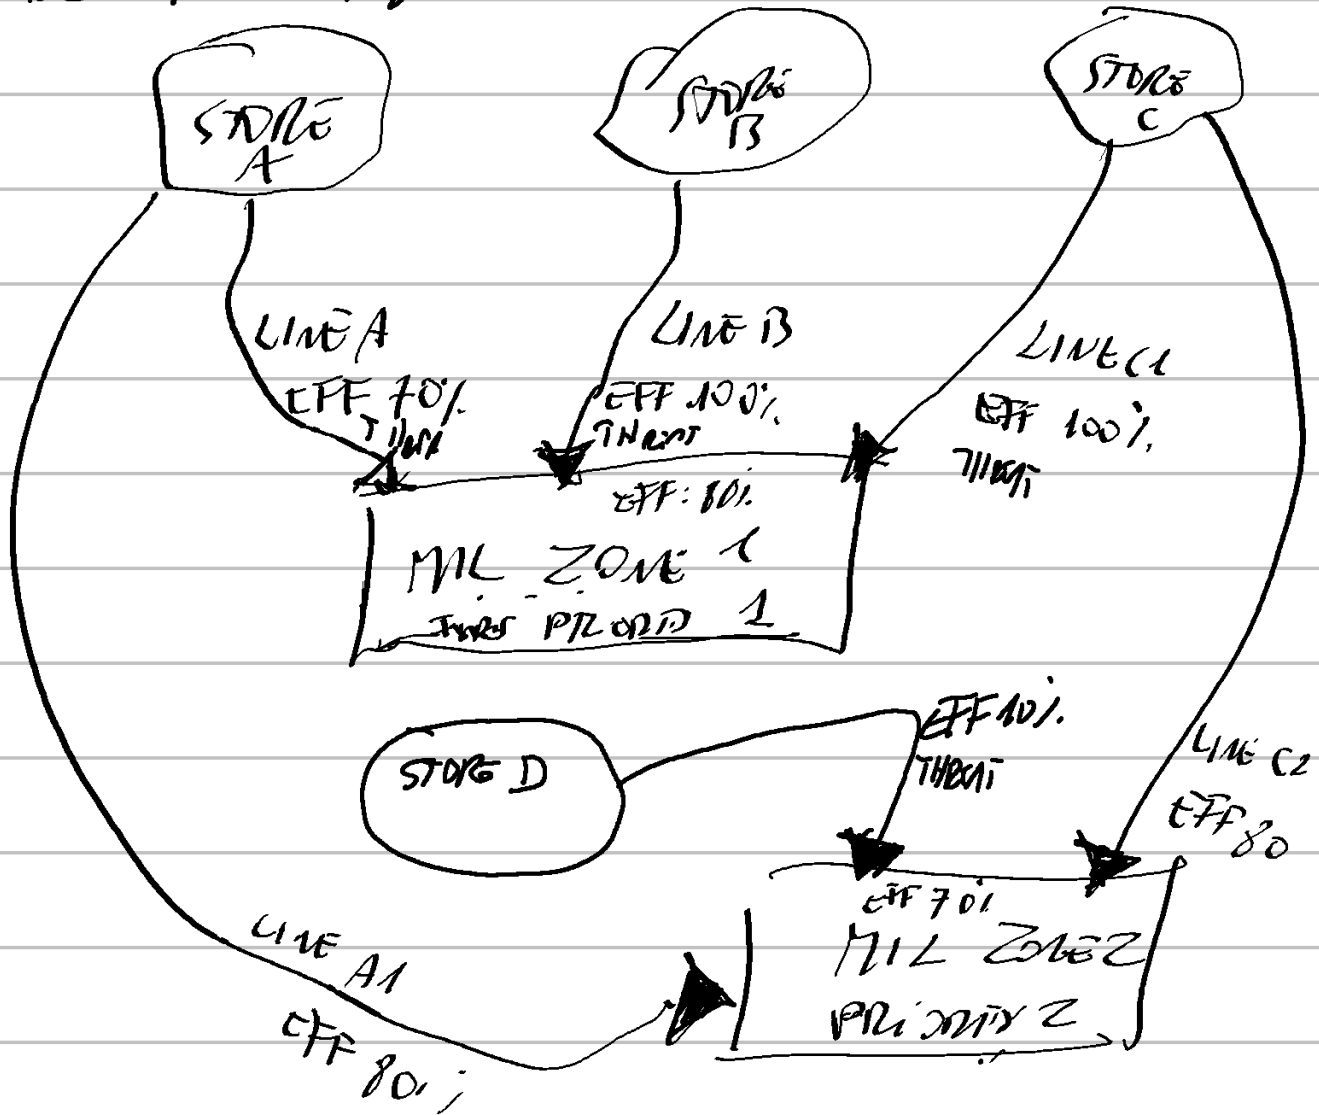 STORE
A
STORE
B
STORE
C
LINE A
EFF 70%
LINE B
EFF 100%
THREAT
LINE C1
EFF 100%
THREAT
EFF: 80%
MIL ZONE 1
1
STORE D
EFF 10%
THREAT
LINE C2
EFF 80
EFF 70%
MIL ZONE 2
PRIORITY 2
LINE
A1
EFF
80%